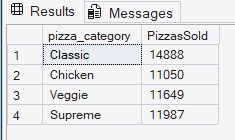 Results Messages
pizza_category PizzasSold
1 Classic 14888
2 Chicken 11050
3 Veggie 11649
4 Supreme 11987